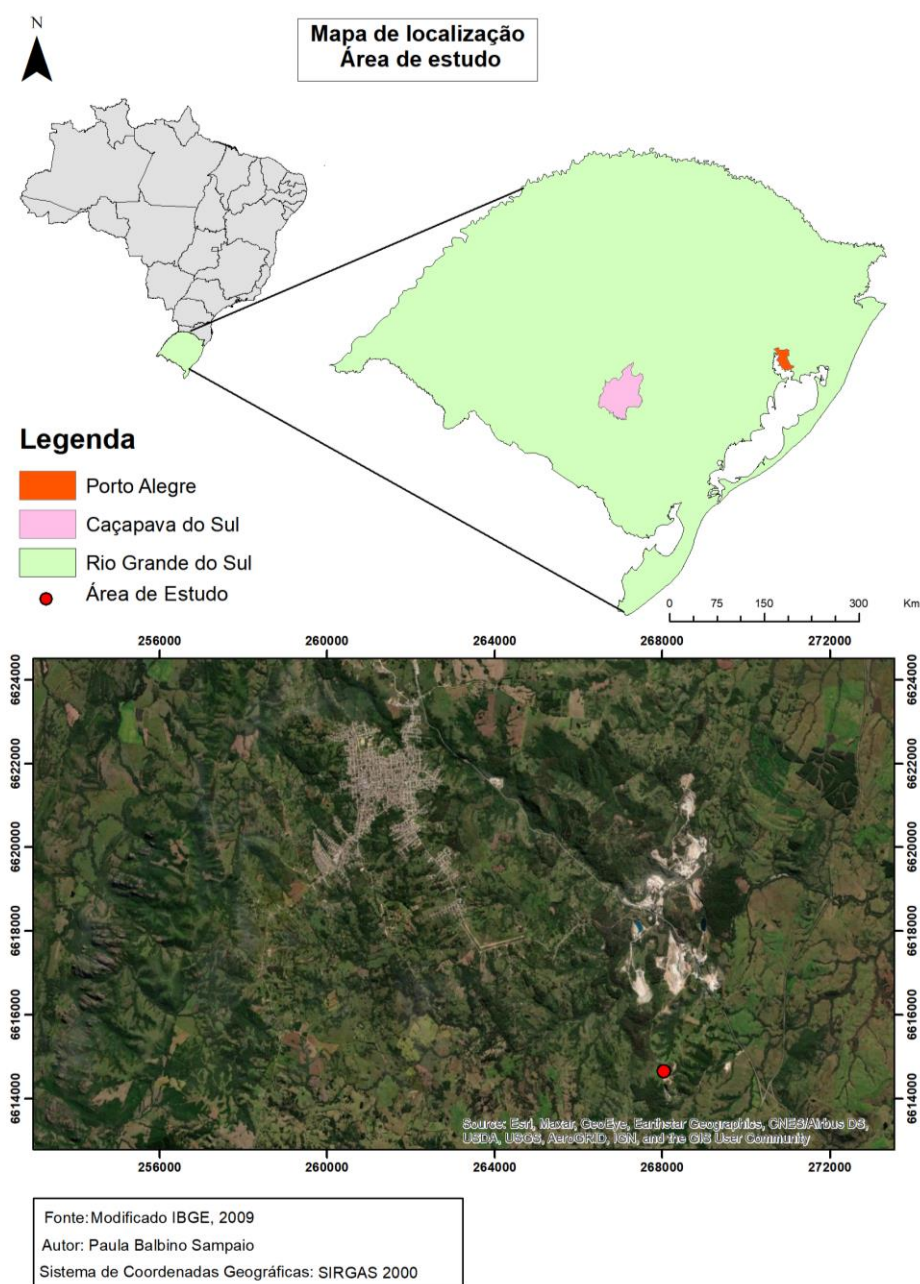 N
Mapa de localização
Área de estudo
Legenda
Porto Alegre
Caçapava do Sul
Rio Grande do Sul
Área de Estudo
0 75 150 300 Km
256000 260000 264000 268000 272000
6624000
6622000
6620000
6618000
6616000
6614000
6624000
6622000
6620000
6618000
6616000
6614000
Source: Esri, Maxar, GeoEye, Earthstar Geographics, CNES/Airbus DS,
USDA, USGS, AeroGRID, IGN, and the GIS User Community
256000 260000 264000 268000 272000
Fonte:Modificado IBGE, 2009
Autor: Paula Balbino Sampaio
Sistema de Coordenadas Geográficas: SIRGAS 2000